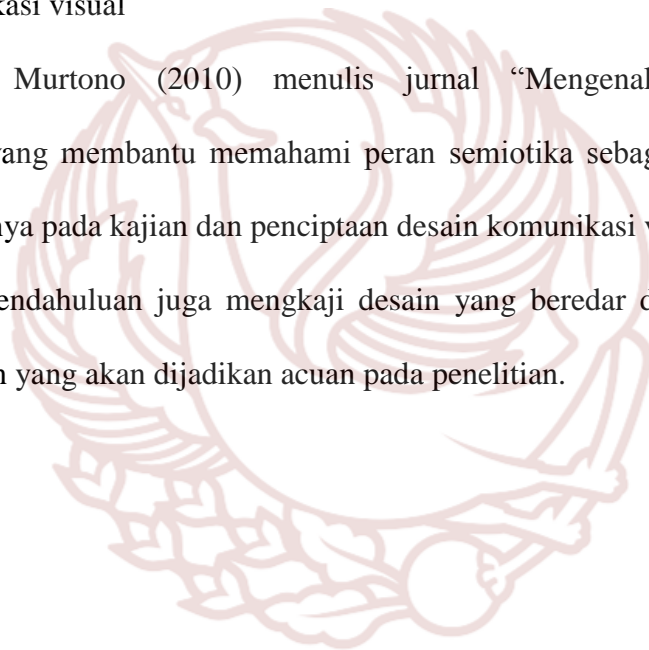 kasi visual
Murtono (2010) menulis jurnal “Mengenal
yang membantu memahami peran semiotika sebag
nya pada kajian dan penciptaan desain komunikasi v
endahuluan juga mengkaji desain yang beredar d
n yang akan dijadikan acuan pada penelitian.